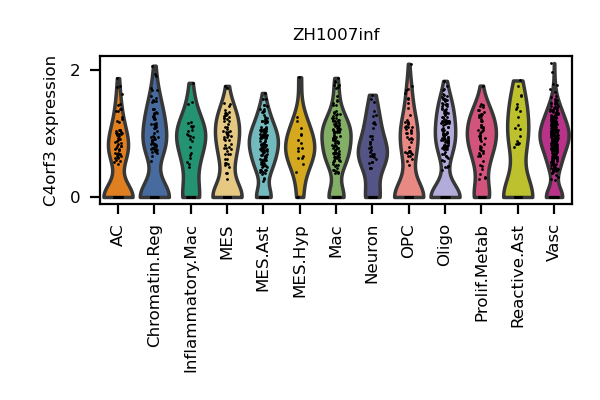 ZH1007inf
C4orf3 expression
2
0
AC
Chromatin.Reg
Inflammatory.Mac
MES
MES.Ast
MES.Hyp
Mac
Neuron
OPC
Oligo
Prolif.Metab
Reactive.Ast
Vasc